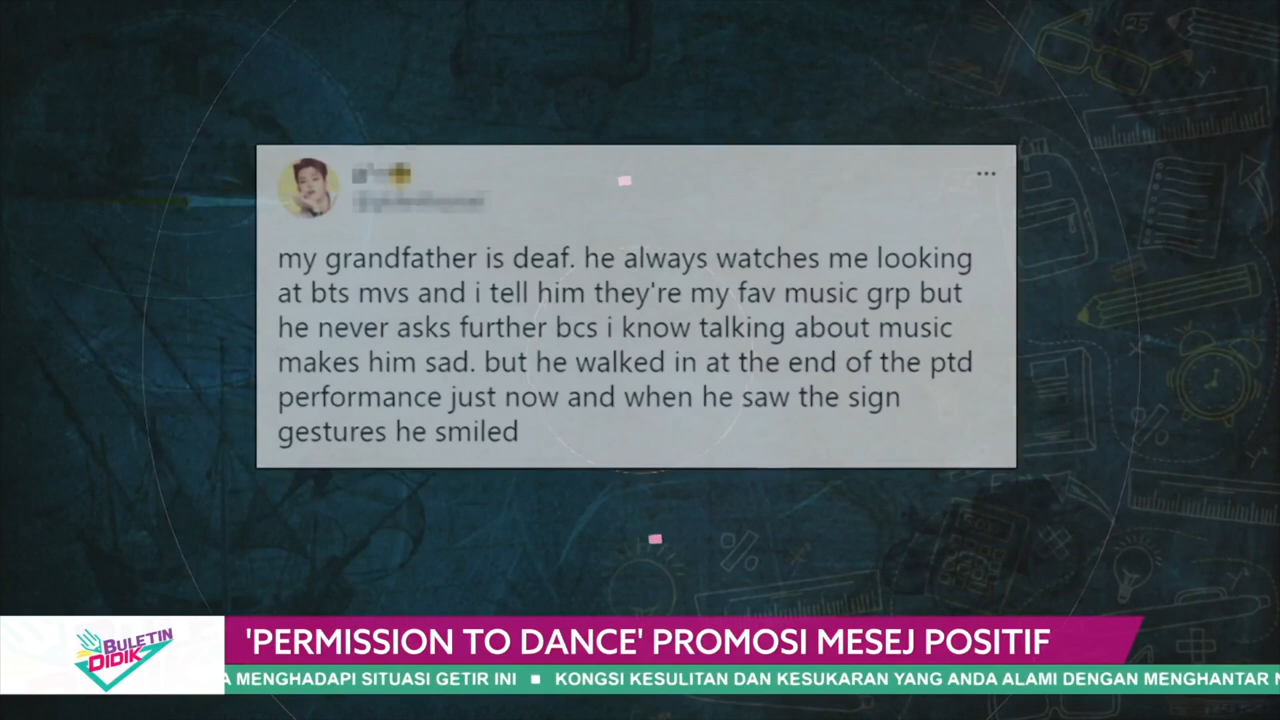 my grandfather is deaf. he always watches me looking
at bts mvs and i tell him they're my fav music grp but
he never asks further bcs i know talking about music
makes him sad. but he walked in at the end of the ptd
performance just now and when he saw the sign
gestures he smiled
BULETIN
DIDIK
'PERMISSION TO DANCE' PROMOSI MESEJ POSITIF
A MENGHADAPI SITUASI GETIR INI ■ KONGSI KESULITAN DAN KESUKARAN YANG ANDA ALAMI DENGAN MENGHANTAR